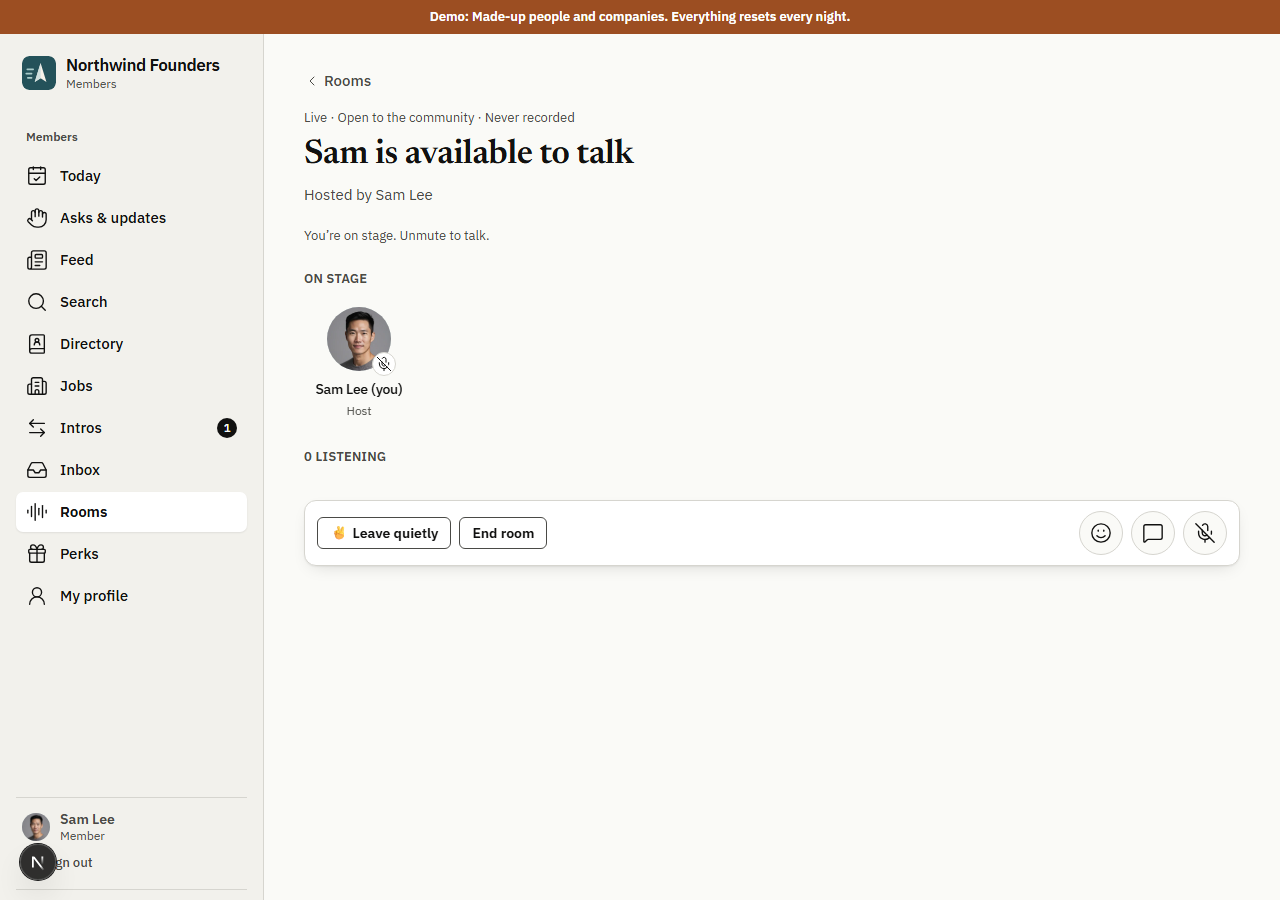 Demo: Made-up people and companies. Everything resets every night.
Northwind Founders
Members
Members
Today
Asks & updates
Feed
Search
Directory
Jobs
Intros
1
Inbox
Rooms
Perks
My profile
Sam Lee
Member
N
gn out
Rooms
Live · Open to the community · Never recorded
Sam is available to talk
Hosted by Sam Lee
You’re on stage. Unmute to talk.
ON STAGE
Sam Lee (you)
Host
0 LISTENING
✌️ Leave quietly
End room